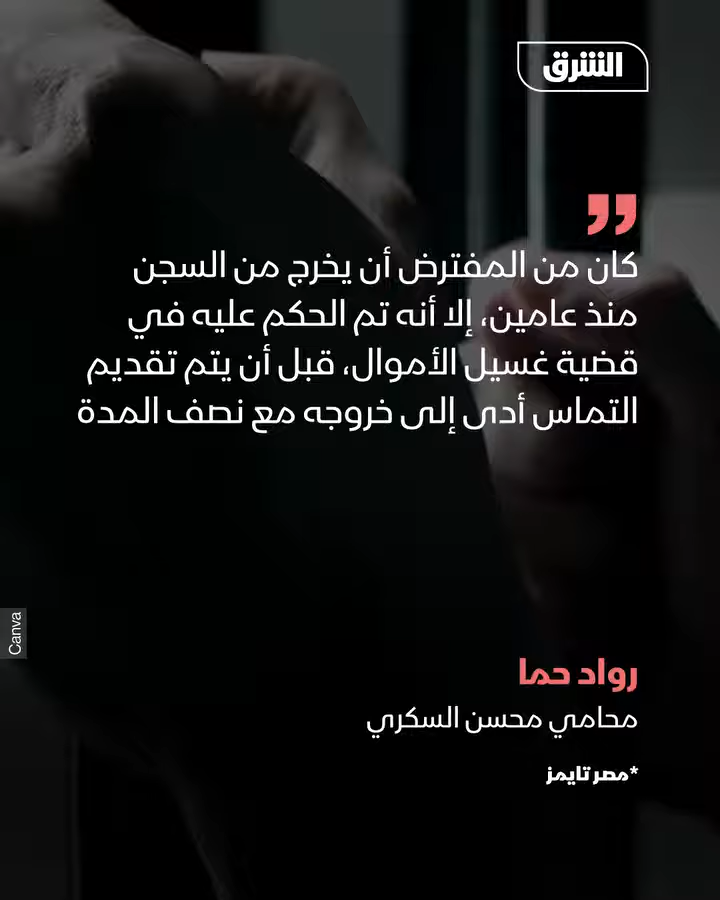 الشرق
كان من المفترض أن يخرج من السجن
منذ عامين، إلا أنه تم الحكم عليه في
قضية غسيل الأموال، قبل أن يتم تقديم
التماس أدى إلى خروجه مع نصف المدة
Canva
رواد حما
محامي محسن السكري
*مصر تايمز